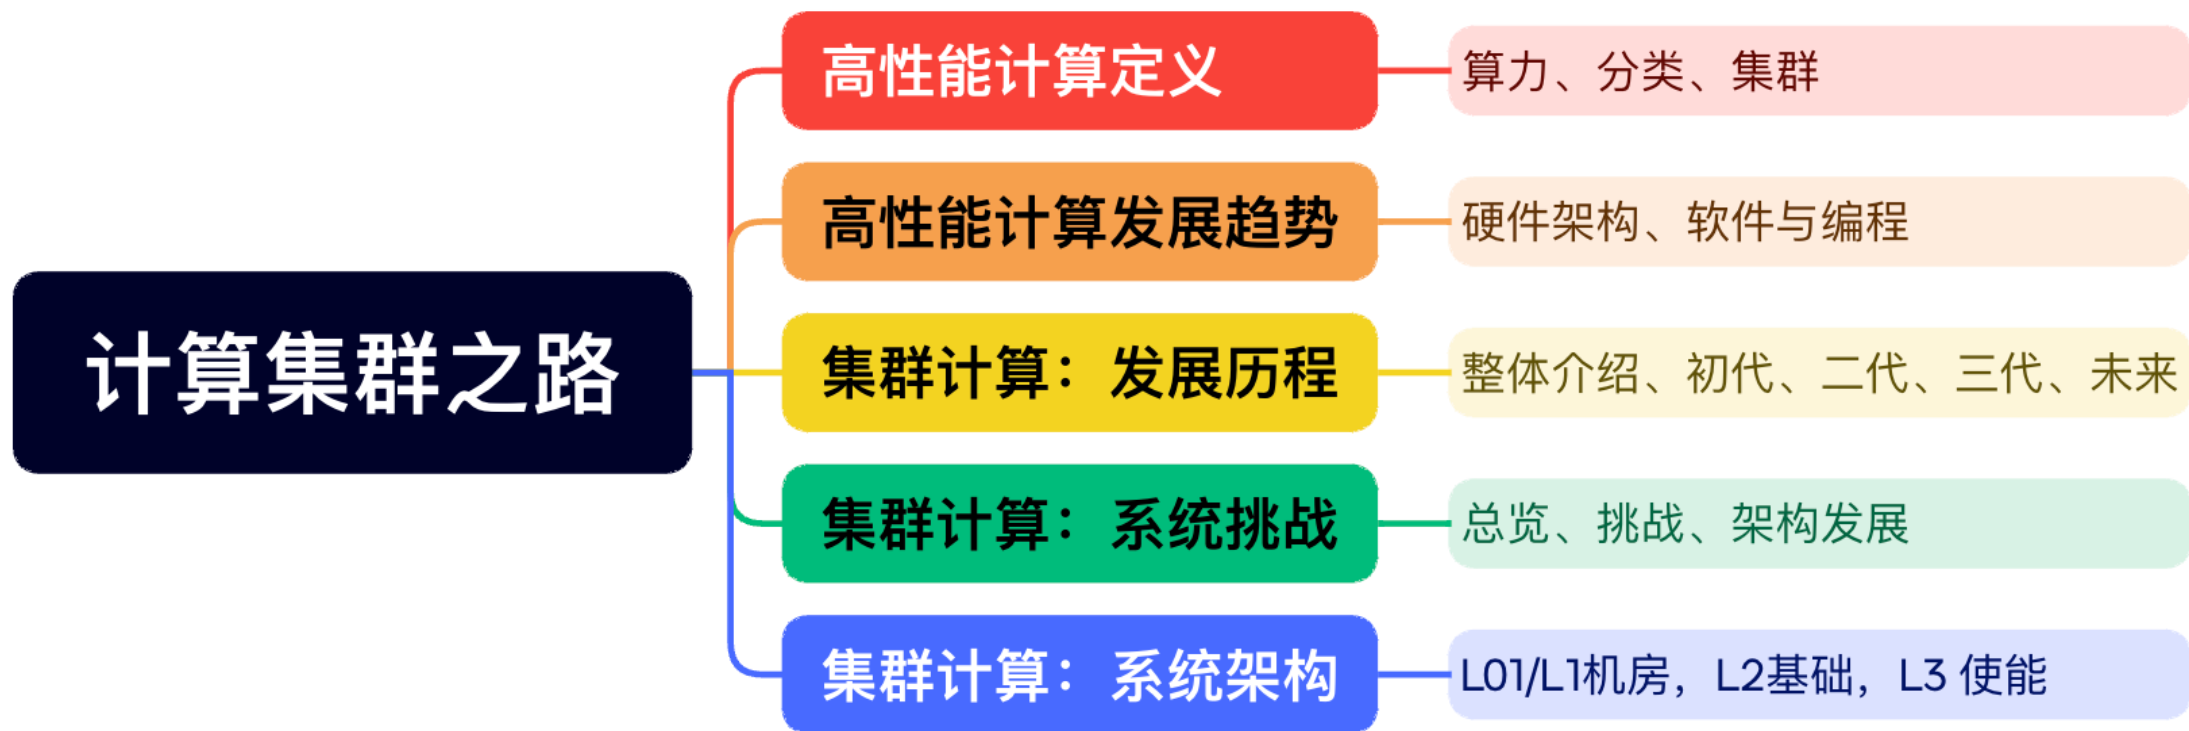 计算集群之路
高性能计算定义
算力、分类、集群
高性能计算发展趋势
硬件架构、软件与编程
集群计算：发展历程
整体介绍、初代、二代、三代、未来
集群计算：系统挑战
总览、挑战、架构发展
集群计算：系统架构
L01/L1机房，L2基础，L3 使能